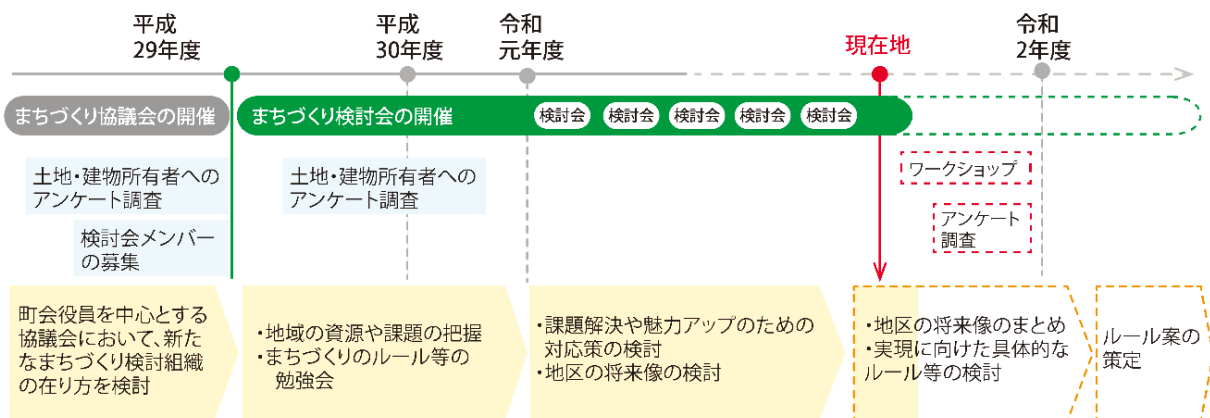 平成
29年度
平成
30年度
令和
元年度
現在地
令和
2年度
まちづくり協議会の開催
まちづくり検討会の開催
検討会
検討会
検討会
検討会
検討会
土地・建物所有者への
アンケート調査
検討会メンバー
の募集
土地・建物所有者への
アンケート調査
ワークショップ
アンケート
調査
町会役員を中心とする
協議会において、新た
なまちづくり検討組織
の在り方を検討
・地域の資源や課題の把握
・まちづくりのルール等の
勉強会
・課題解決や魅力アップのための
対応策の検討
・地区の将来像の検討
・地区の将来像のまとめ
・実現に向けた具体的な
ルール等の検討
ルール案の
策定